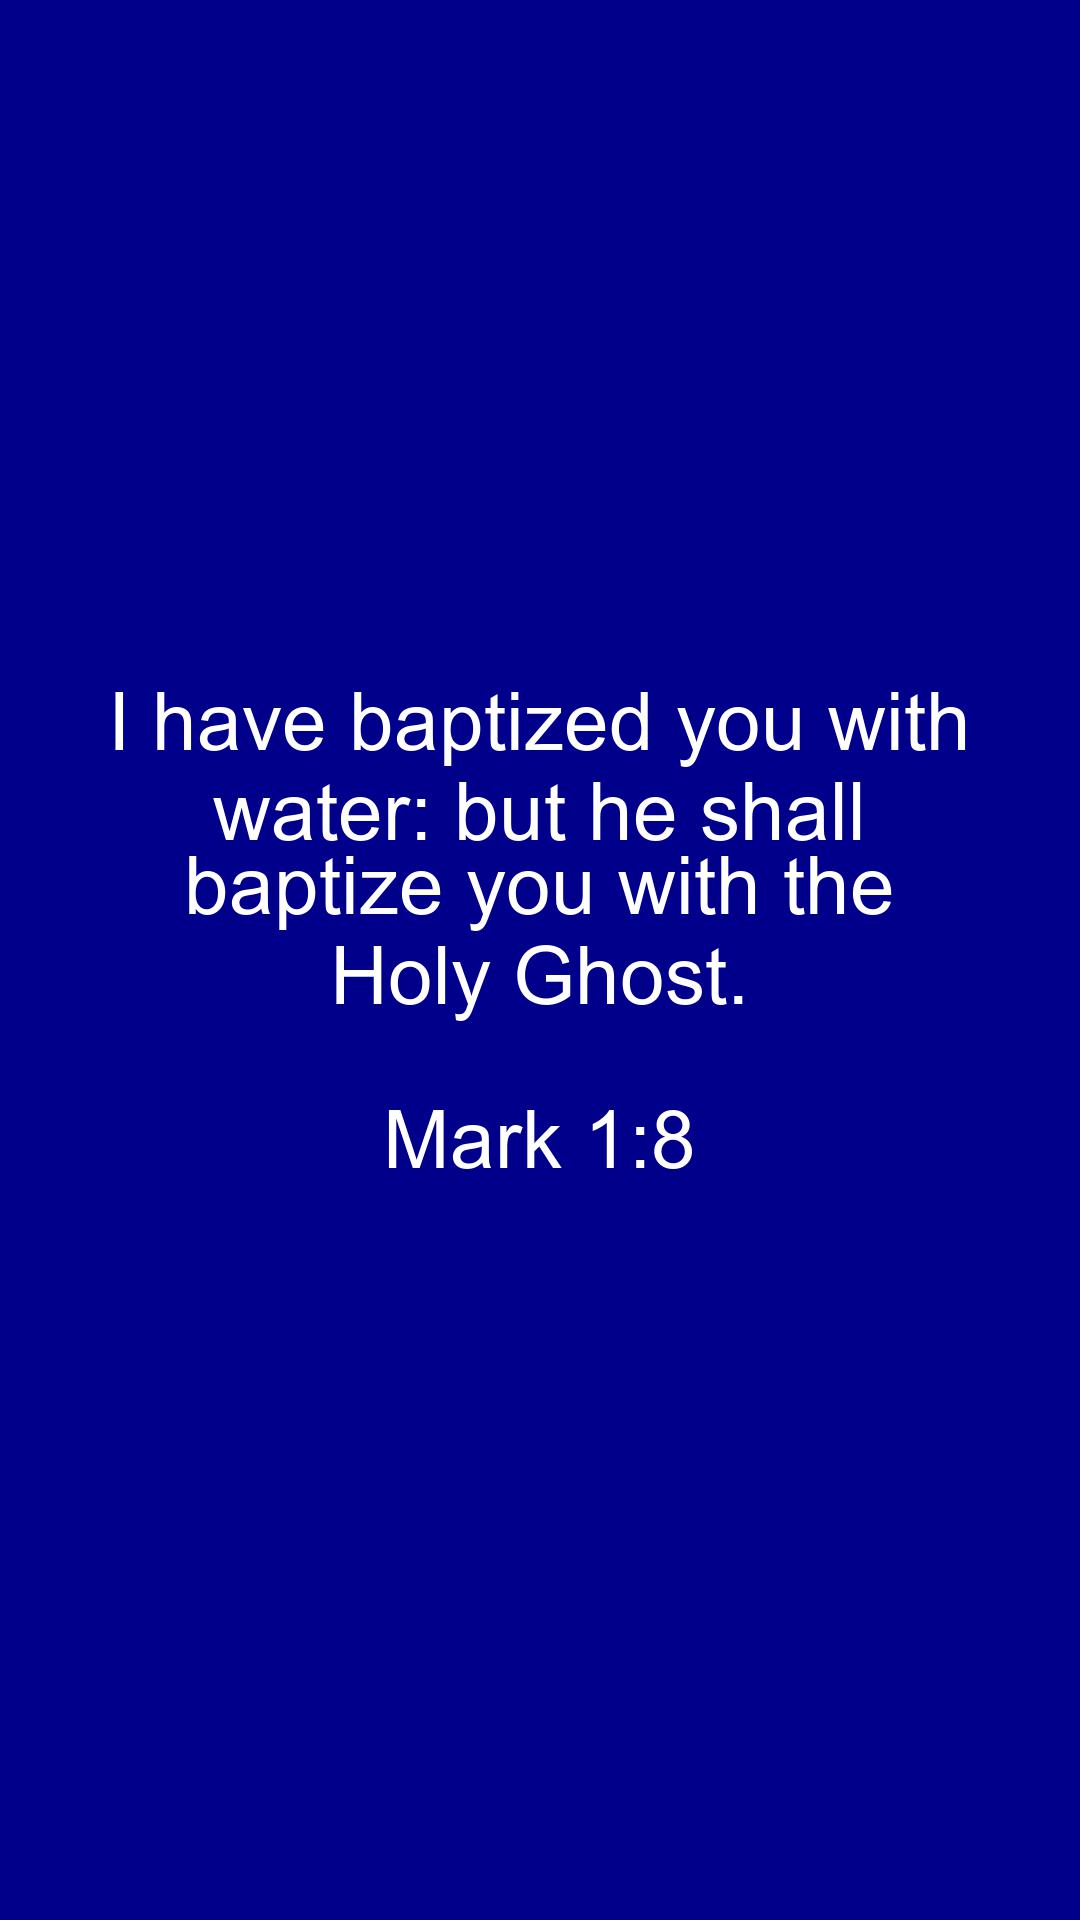 I have baptized you with
water: but he shall
baptize you with the
Holy Ghost.
Mark 1:8